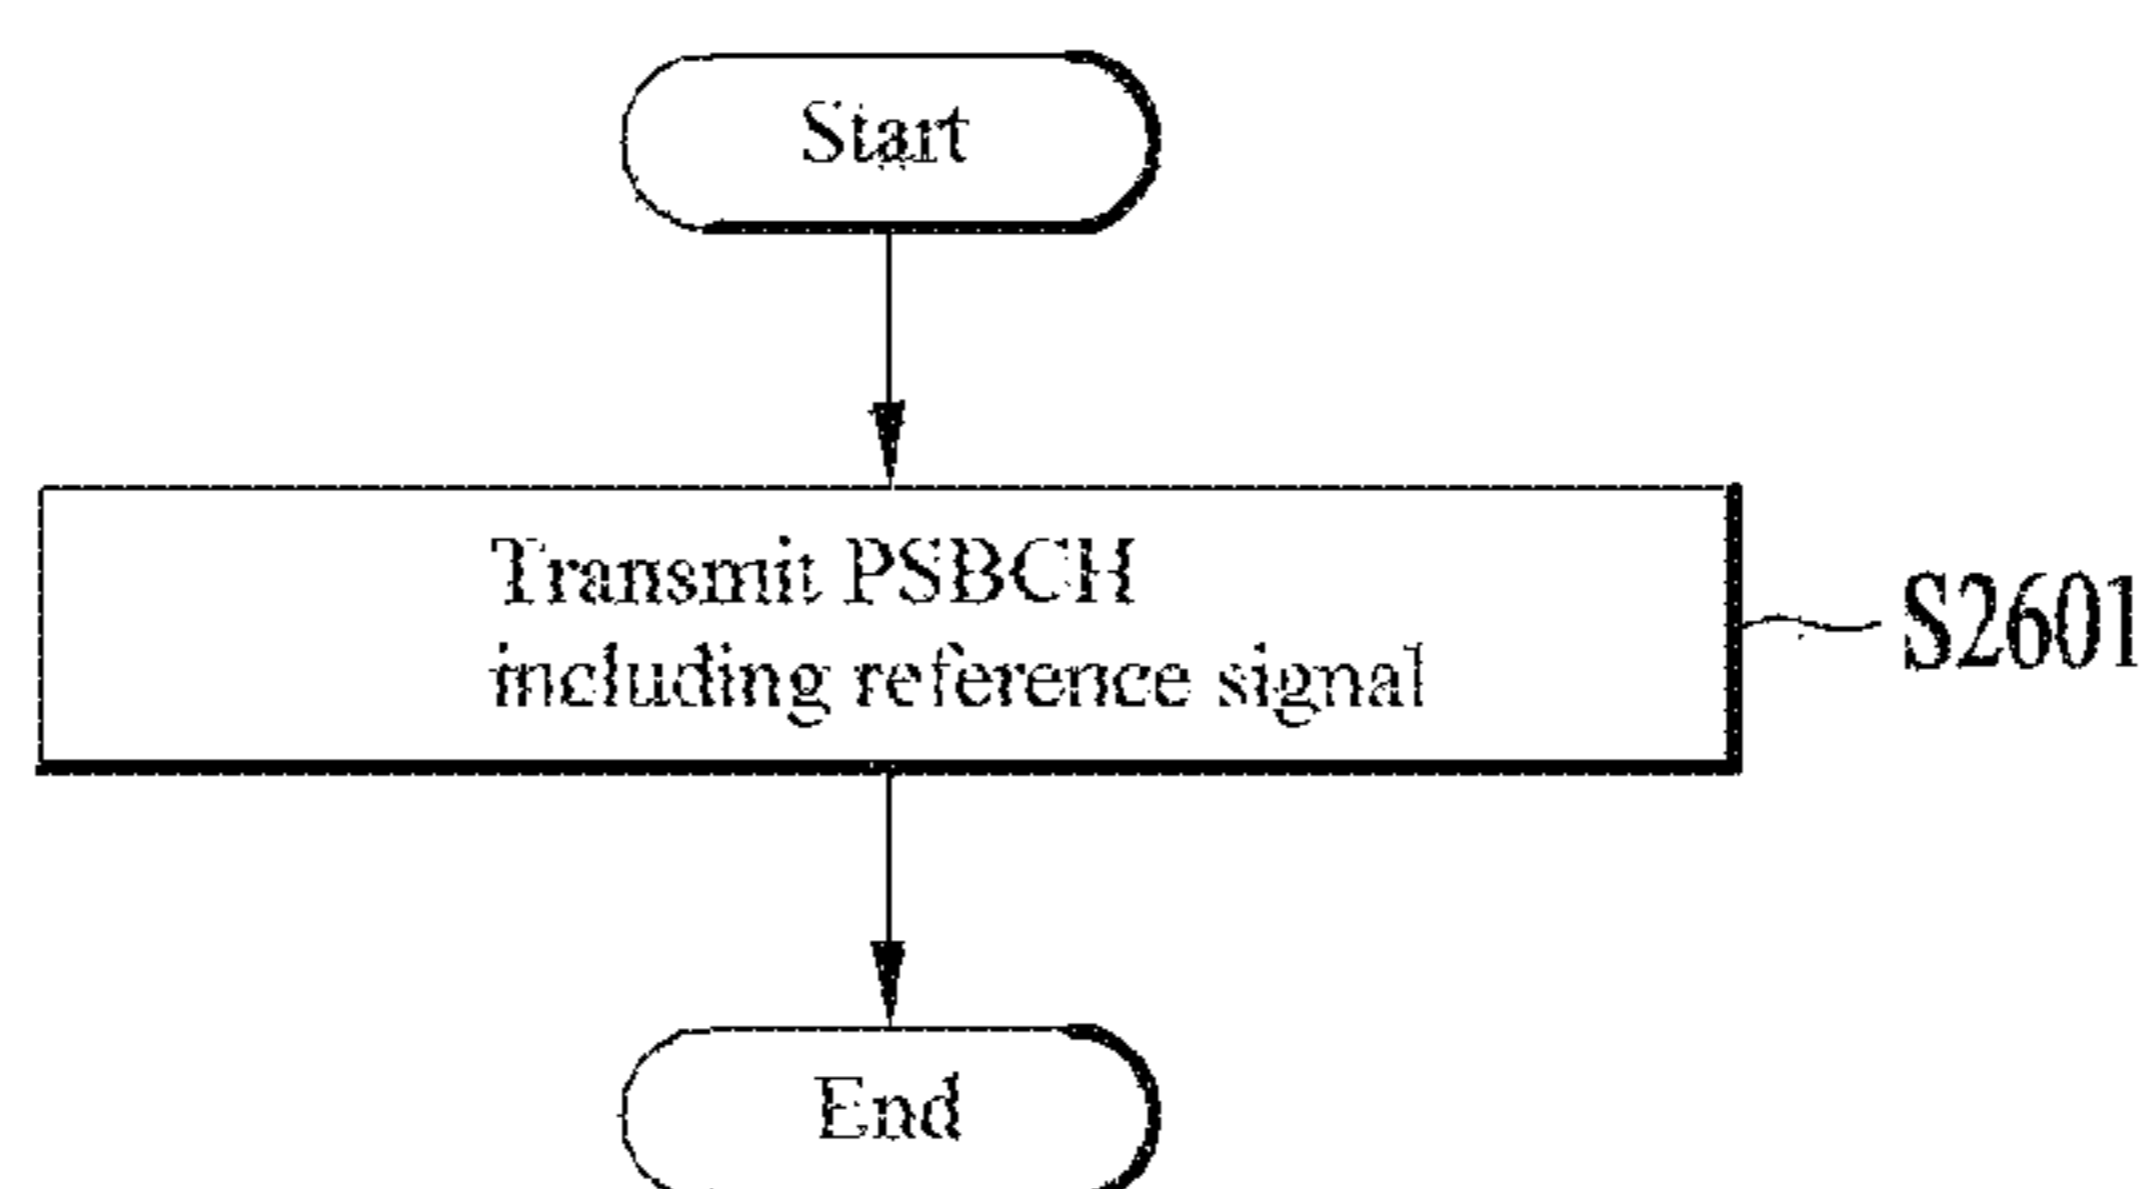 Start
Transmit PSBCH
including reference signal
S2601
End